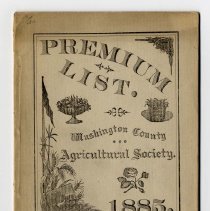 PREMIUM
LIST.
Washington County
Agricultural Society.
1885.